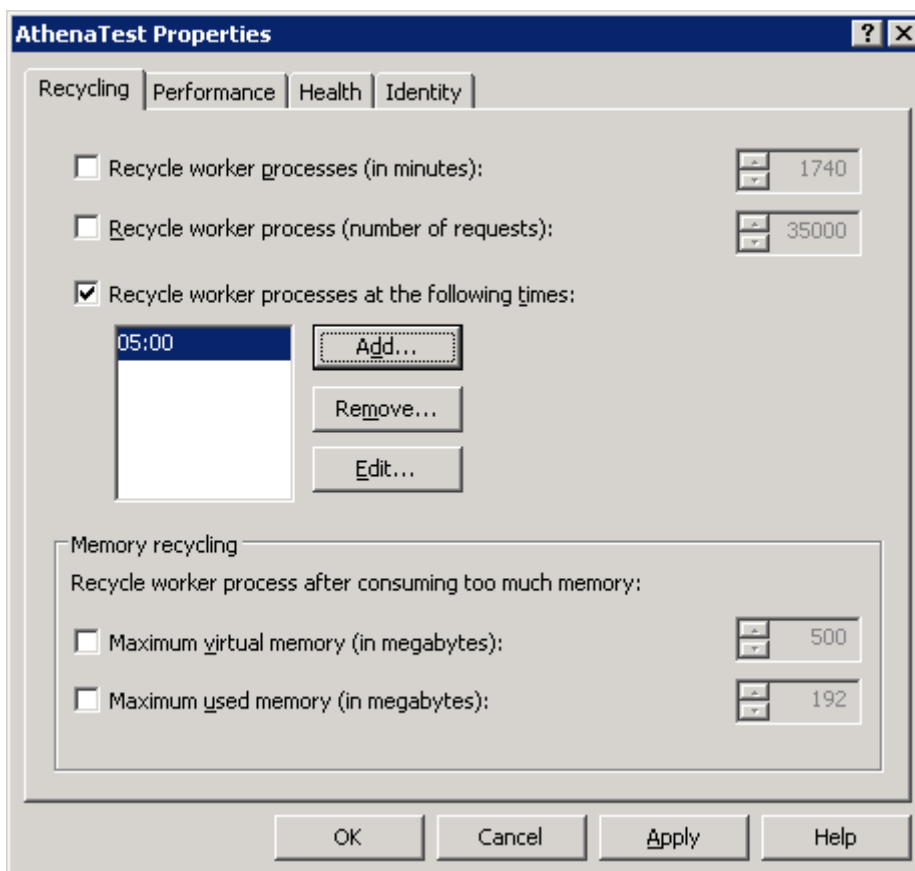 AthenaTest Properties
Recycling Performance Health Identity
Recycle worker processes (in minutes): 1740
Recycle worker process (number of requests): 35000
Recycle worker processes at the following times:
05:00
Add...
Remove...
Edit...
Memory recycling
Recycle worker process after consuming too much memory:
Maximum virtual memory (in megabytes): 500
Maximum used memory (in megabytes): 192
OK Cancel Apply Help